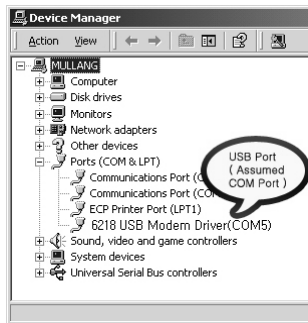 Device Manager
Action View
MULLANG
Computer
Disk drives
Monitors
Network adapters
Other devices
Ports (COM & LPT)
Communications Port
Communications Port
ECP Printer Port (LPT1)
6218 USB Modem Driver(COM5)
Sound, video and game controllers
System devices
Universal Serial Bus controllers
USB Port
( Assumed
COM Port )